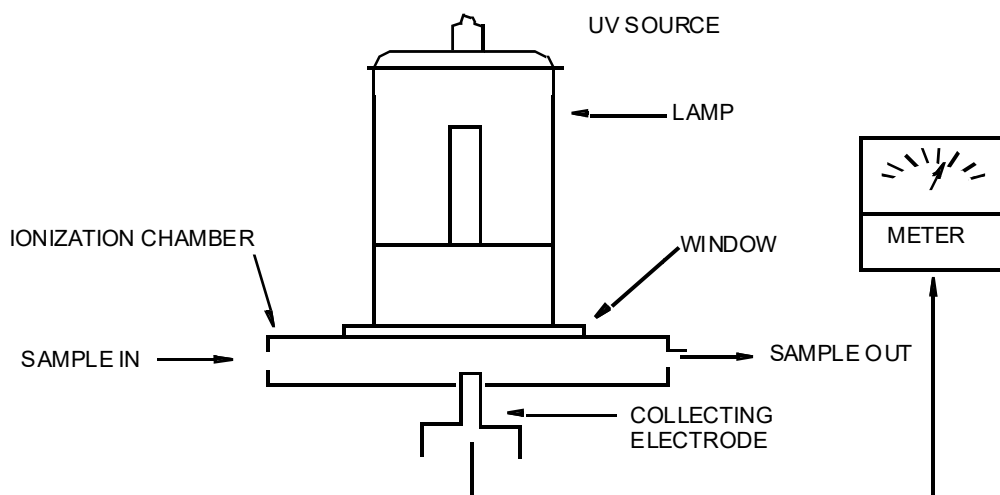 UV SOURCE
LAMP
IONIZATION CHAMBER
WINDOW
METER
SAMPLE IN
SAMPLE OUT
COLLECTING
ELECTRODE